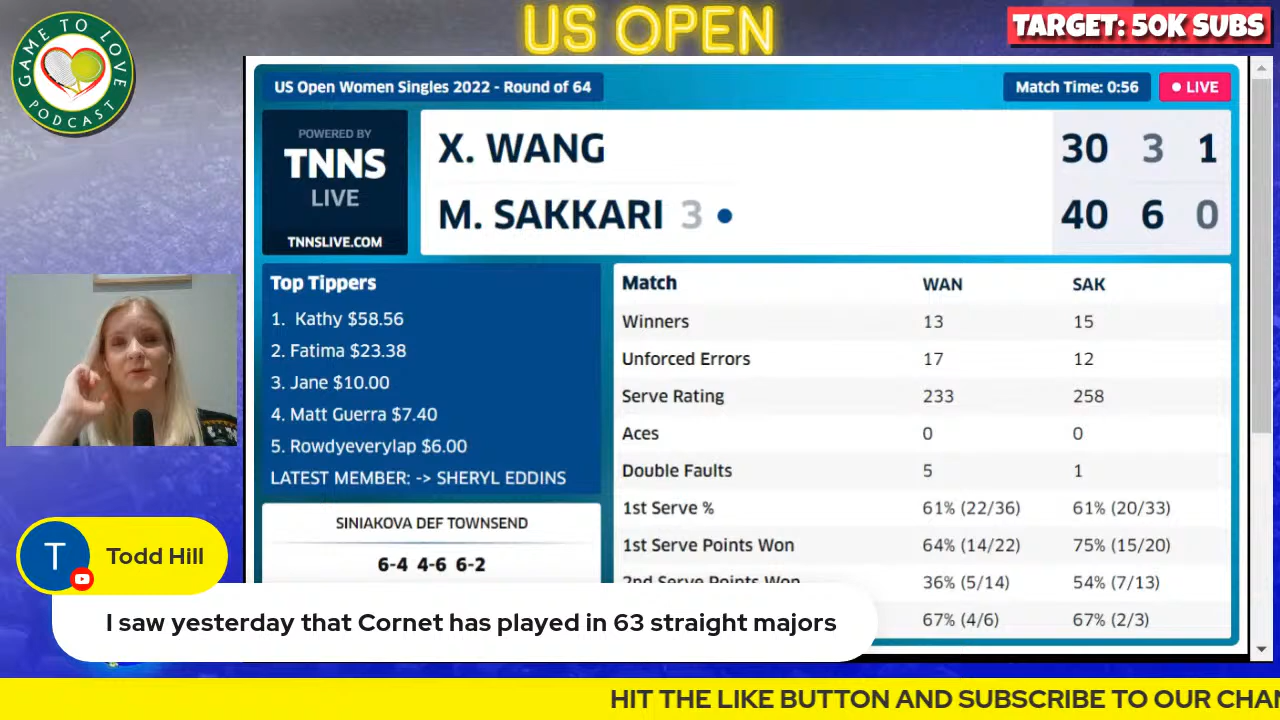 GAME TO LOVE
PODCAST
US OPEN
TARGET: 50K SUBS
US Open Women Singles 2022 - Round of 64
Match Time: 0:56
LIVE
POWERED BY
TNNS
LIVE
TNNSLIVE.COM
X. WANG 30 3 1
M. SAKKARI 3 40 6 0
Top Tippers
1. Kathy $58.56
2. Fatima $23.38
3. Jane $10.00
4. Matt Guerra $7.40
5. Rowdyeverylap $6.00
LATEST MEMBER: -> SHERYL EDDINS
SINIAKOVA DEF TOWNSEND
6-4 4-6 6-2
Match WAN SAK
Winners 13 15
Unforced Errors 17 12
Serve Rating 233 258
Aces 0 0
Double Faults 5 1
1st Serve % 61% (22/36) 61% (20/33)
1st Serve Points Won 64% (14/22) 75% (15/20)
2nd Serve Points Won 36% (5/14) 54% (7/13)
67% (4/6) 67% (2/3)
T Todd Hill
I saw yesterday that Cornet has played in 63 straight majors
HIT THE LIKE BUTTON AND SUBSCRIBE TO OUR CHAN